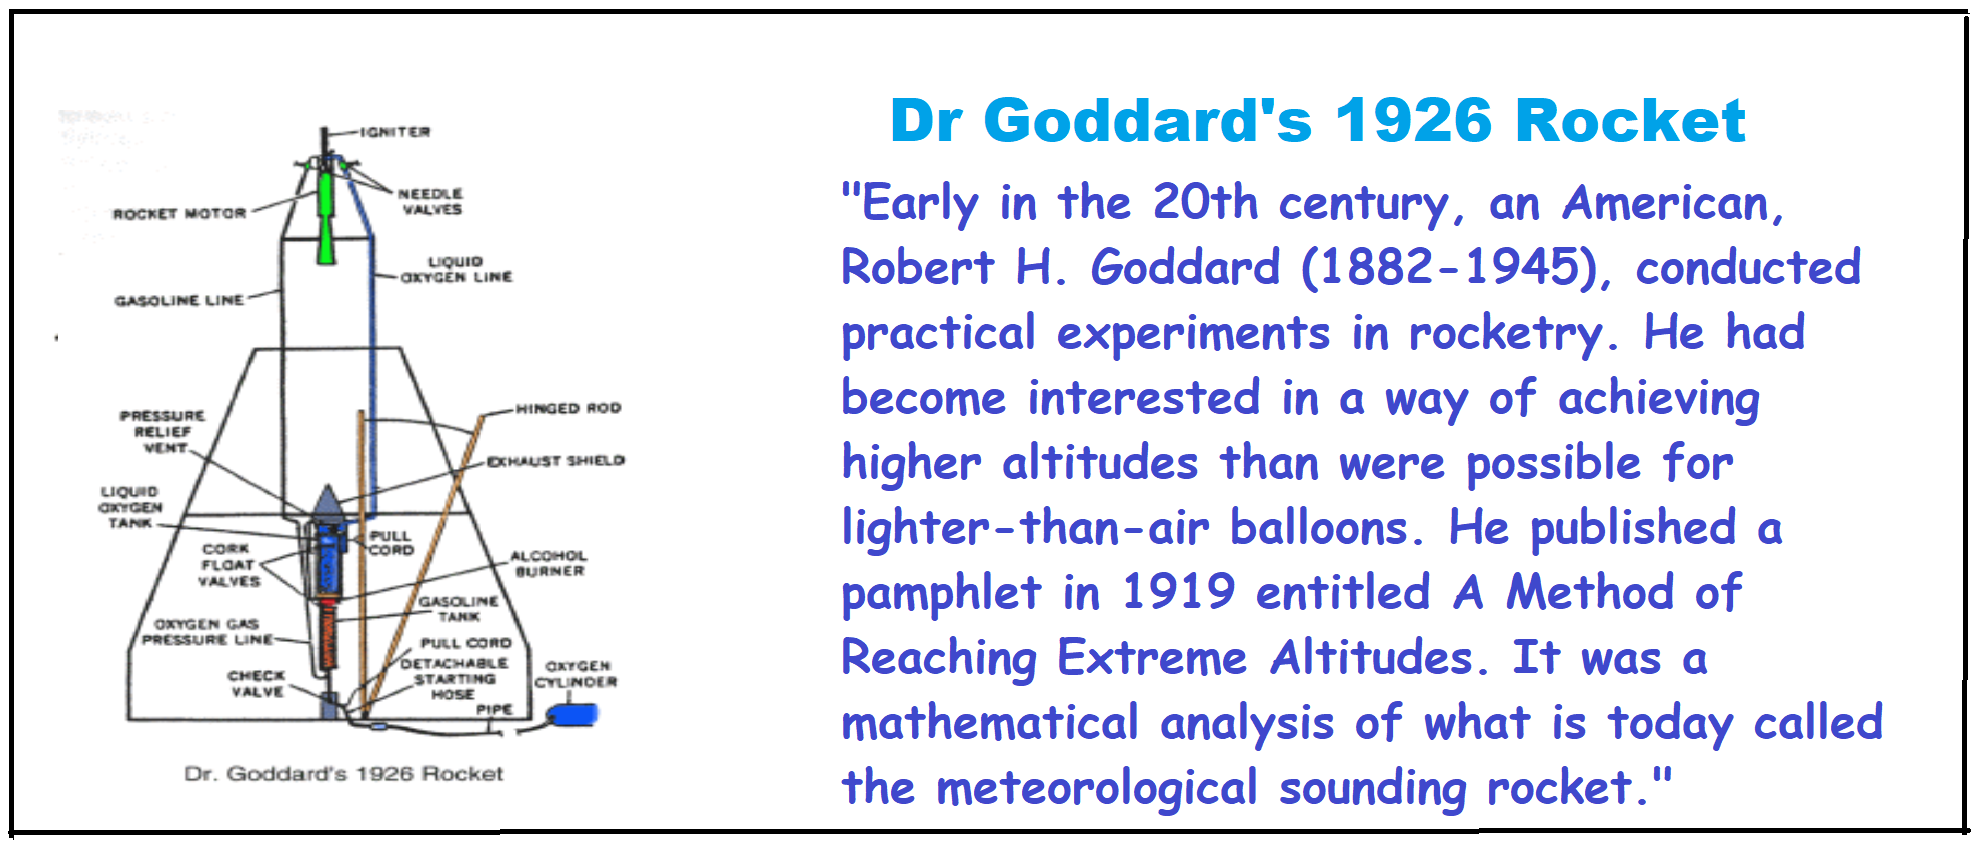 IGNITER
NEEDLE
VALVES
ROCKET MOTOR
LIQUID
OXYGEN LINE
GASOLINE LINE
HINGED ROD
PRESSURE
RELIEF
VENT
EXHAUST SHIELD
LIQUID
OXYGEN
TANK
PULL
CORD
CORK
FLOAT
VALVES
ALCOHOL
BURNER
GASOLINE
TANK
OXYGEN GAS
PRESSURE LINE
PULL CORD
DETACHABLE
STARTING
HOSE
OXYGEN
CYLINDER
CHECK
VALVE
PIPE
Dr. Goddard's 1926 Rocket
Dr Goddard's 1926 Rocket
"Early in the 20th century, an American,
Robert H. Goddard (1882-1945), conducted
practical experiments in rocketry. He had
become interested in a way of achieving
higher altitudes than were possible for
lighter-than-air balloons. He published a
pamphlet in 1919 entitled A Method of
Reaching Extreme Altitudes. It was a
mathematical analysis of what is today called
the meteorological sounding rocket."